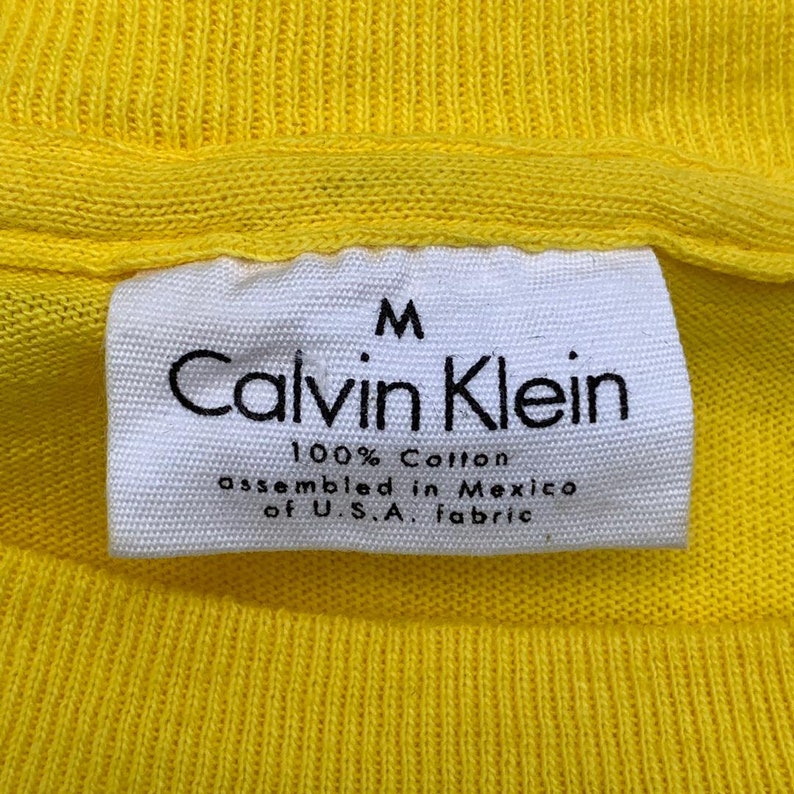 M
Calvin Klein
100% Cotton
assembled in Mexico
of U.S.A. fabric